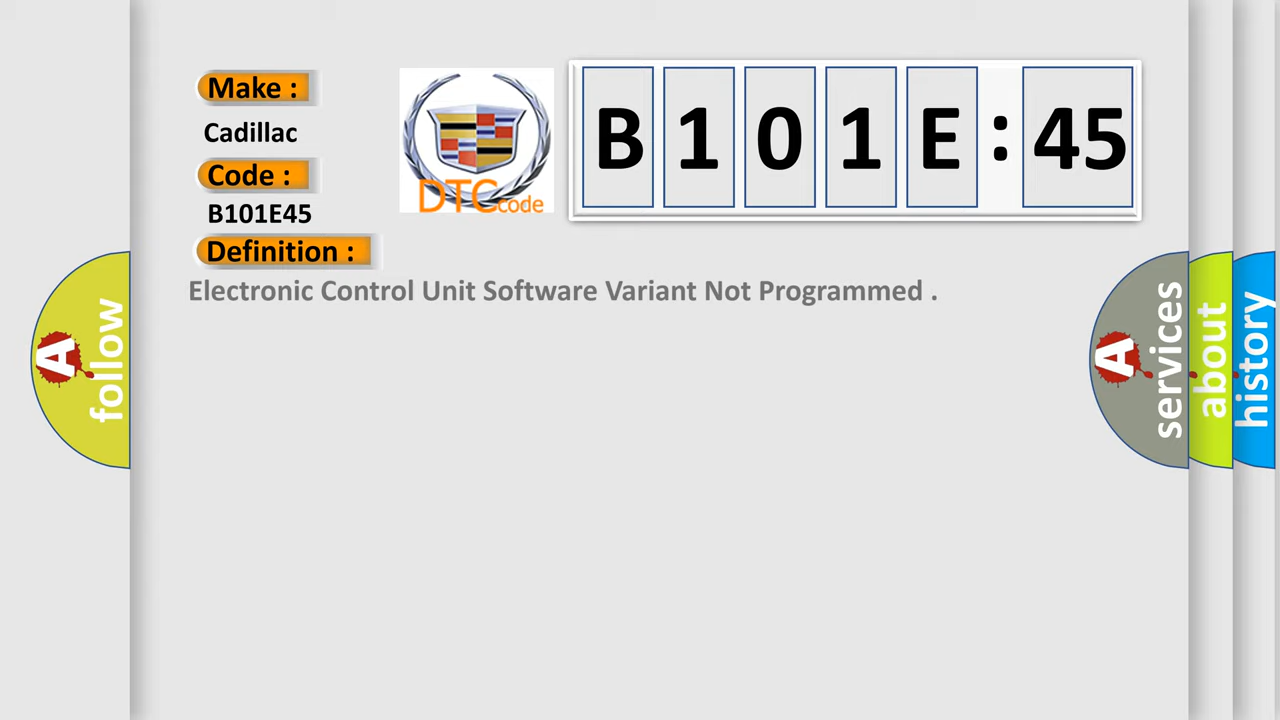 Make :
Cadillac
Code :
B101E45
Definition :
Electronic Control Unit Software Variant Not Programmed .
DTC code
B 1 0 1 E : 45
A follow
A services
about
history